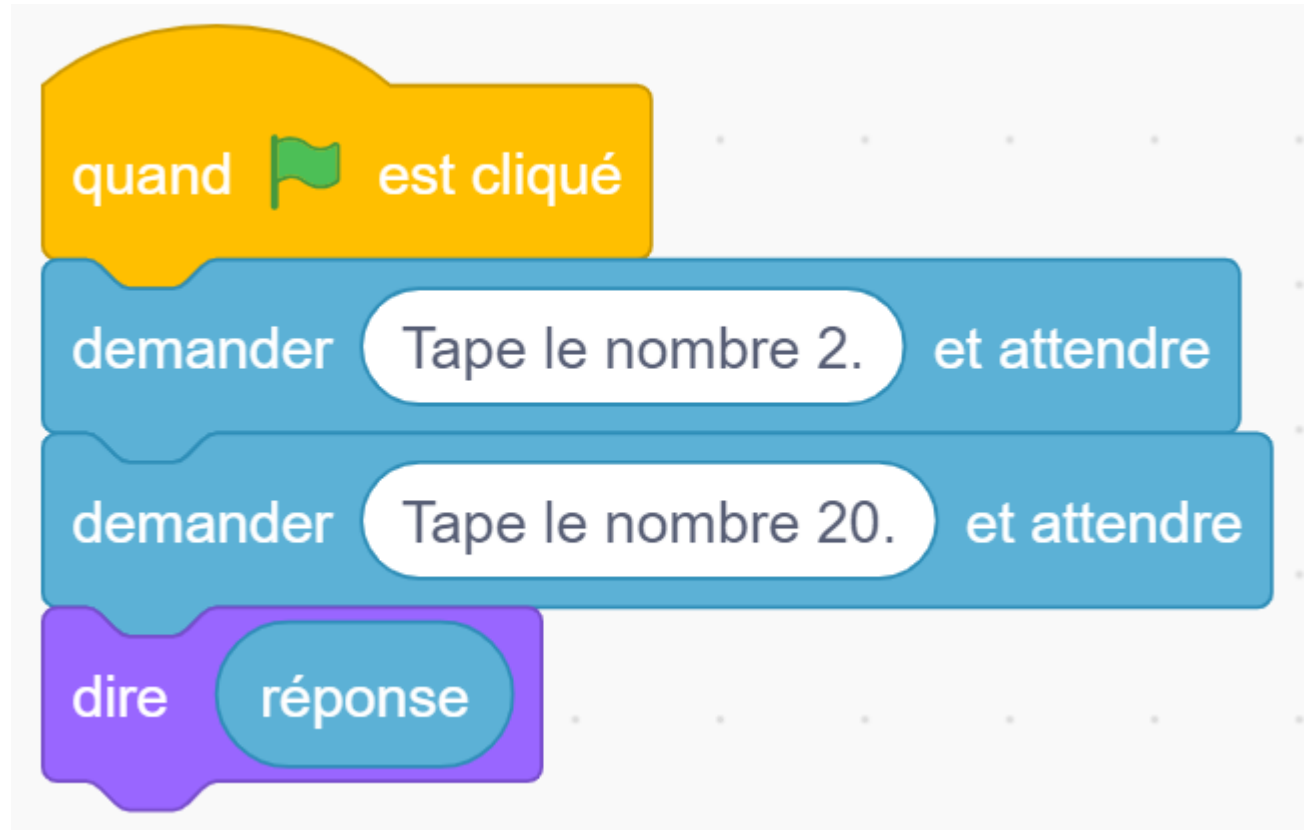 quand est cliqué
demander Tape le nombre 2. et attendre
demander Tape le nombre 20. et attendre
dire réponse